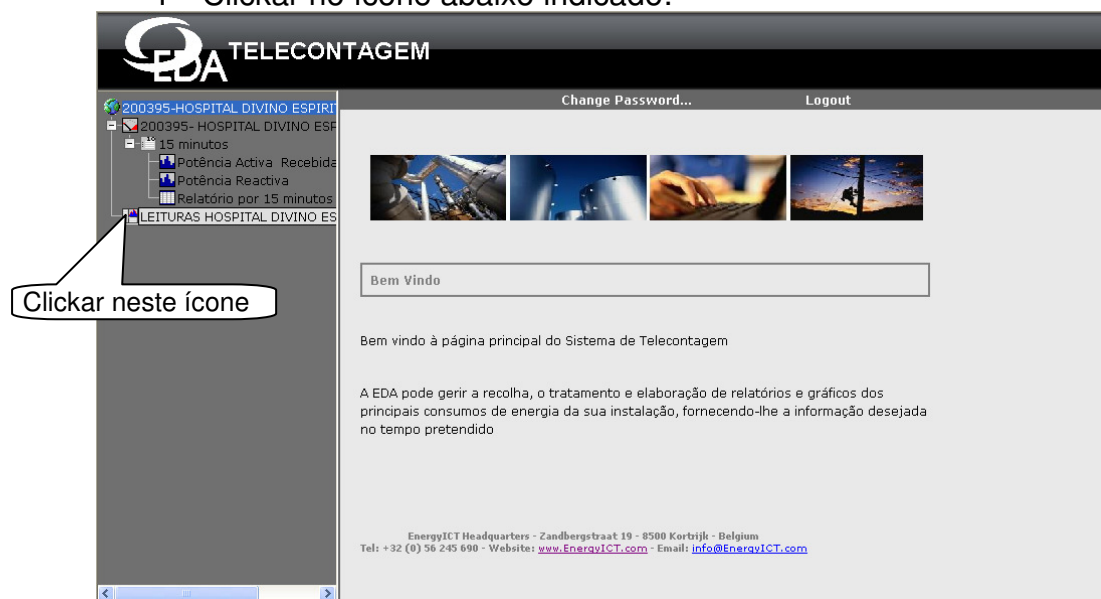 Clickar no ícone abaixo indicado:
EDA TELECONTAGEM
Change Password... Logout
200395-HOSPITAL DIVINO ESPIRI
200395- HOSPITAL DIVINO ESP
15 minutos
Potência Activa Recebida
Potência Reactiva
Relatório por 15 minutos
LEITURAS HOSPITAL DIVINO ES
Clickar neste ícone
Bem Vindo
Bem vindo à página principal do Sistema de Telecontagem
A EDA pode gerir a recolha, o tratamento e elaboração de relatórios e gráficos dos
principais consumos de energia da sua instalação, fornecendo-lhe a informação desejada
no tempo pretendido
EnergyICT Headquarters - Zandbergstraat 19 - 8500 Kortrijk - Belgium
Tel: +32 (0) 56 245 690 - Website: www.EnergyICT.com - Email: info@EnergyICT.com